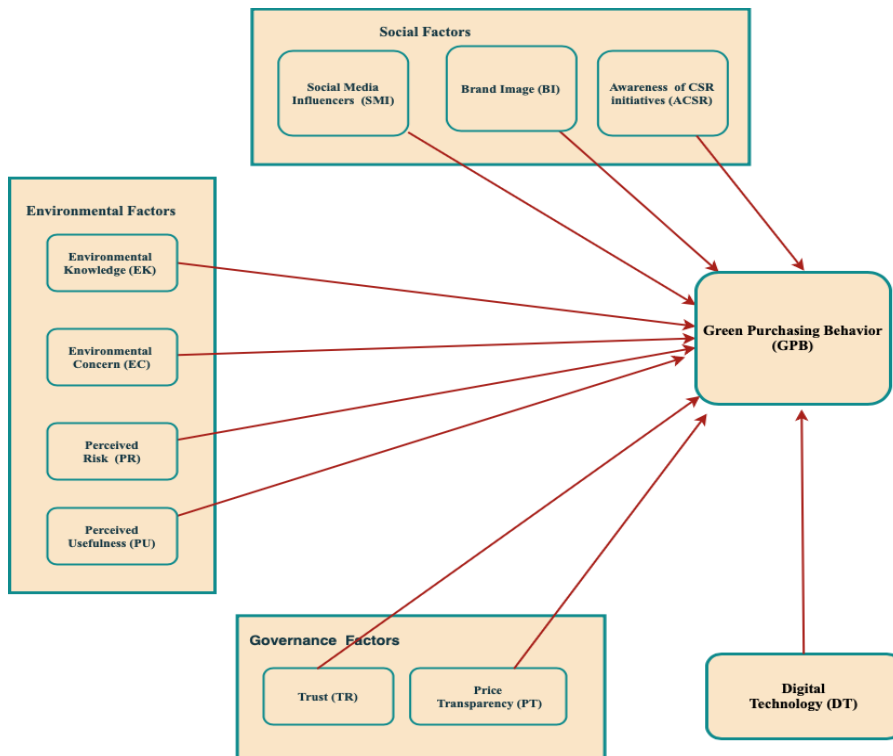 Social Factors
Social Media
Influencers (SMI)
Brand Image (BI)
Awareness of CSR
initiatives (ACSR)
Environmental Factors
Environmental
Knowledge (EK)
Environmental
Concern (EC)
Perceived
Risk (PR)
Perceived
Usefulness (PU)
Green Purchasing Behavior
(GPB)
Governance Factors
Trust (TR)
Price
Transparency (PT)
Digital
Technology (DT)